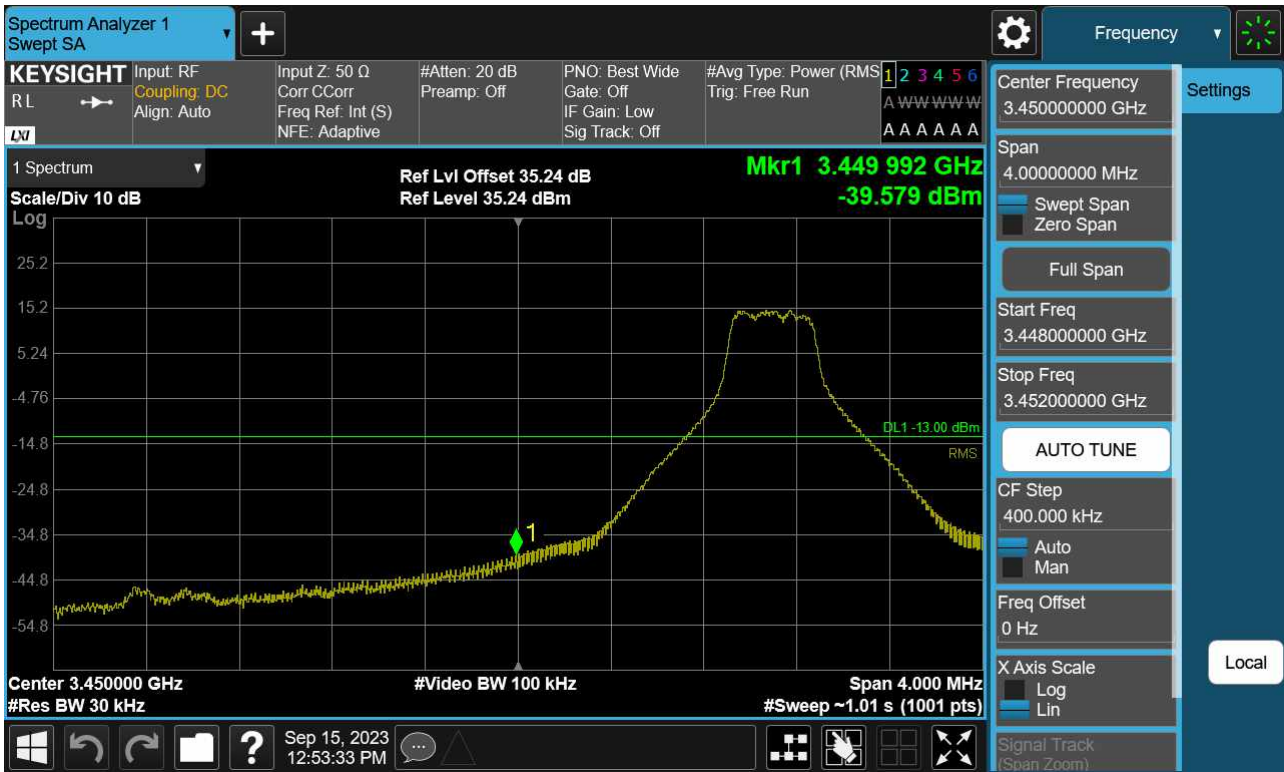 Spectrum Analyzer 1
Swept SA
+
Frequency
KEYSIGHT
RL
LXI
Input: RF
Coupling: DC
Align: Auto
Input Z: 50 Ω
Corr CCorr
Freq Ref: Int (S)
NFE: Adaptive
#Atten: 20 dB
Preamp: Off
PNO: Best Wide
Gate: Off
IF Gain: Low
Sig Track: Off
#Avg Type: Power (RMS
Trig: Free Run
1 2 3 4 5 6
A W W W W W
A A A A A A
1 Spectrum
Scale/Div 10 dB
Log
Ref Lvl Offset 35.24 dB
Ref Level 35.24 dBm
Mkr1 3.449 992 GHz
-39.579 dBm
25.2
15.2
5.24
-4.76
-14.8
-24.8
-34.8
-44.8
-54.8
DL1 -13.00 dBm
RMS
1
Center 3.450000 GHz
#Res BW 30 kHz
#Video BW 100 kHz
Span 4.000 MHz
#Sweep ~1.01 s (1001 pts)
Center Frequency
3.450000000 GHz
Settings
Span
4.00000000 MHz
Swept Span
Zero Span
Full Span
Start Freq
3.448000000 GHz
Stop Freq
3.452000000 GHz
AUTO TUNE
CF Step
400.000 kHz
Auto
Man
Freq Offset
0 Hz
X Axis Scale
Log
Lin
Local
Signal Track
(Span Zoom)
?
Sep 15, 2023
12:53:33 PM